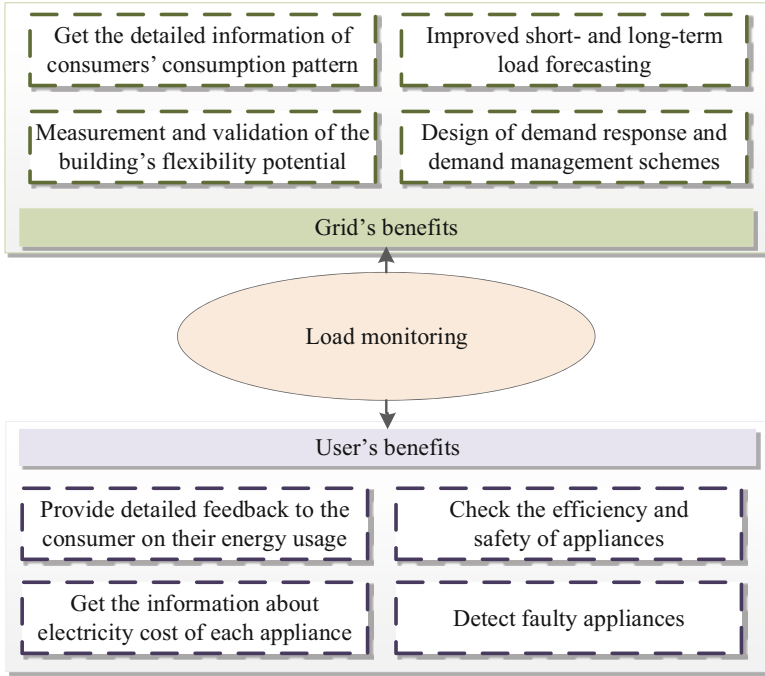 Get the detailed information of
consumers’ consumption pattern
Improved short- and long-term
load forecasting
Measurement and validation of the
building’s flexibility potential
Design of demand response and
demand management schemes
Grid’s benefits
Load monitoring
User’s benefits
Provide detailed feedback to the
consumer on their energy usage
Check the efficiency and
safety of appliances
Get the information about
electricity cost of each appliance
Detect faulty appliances